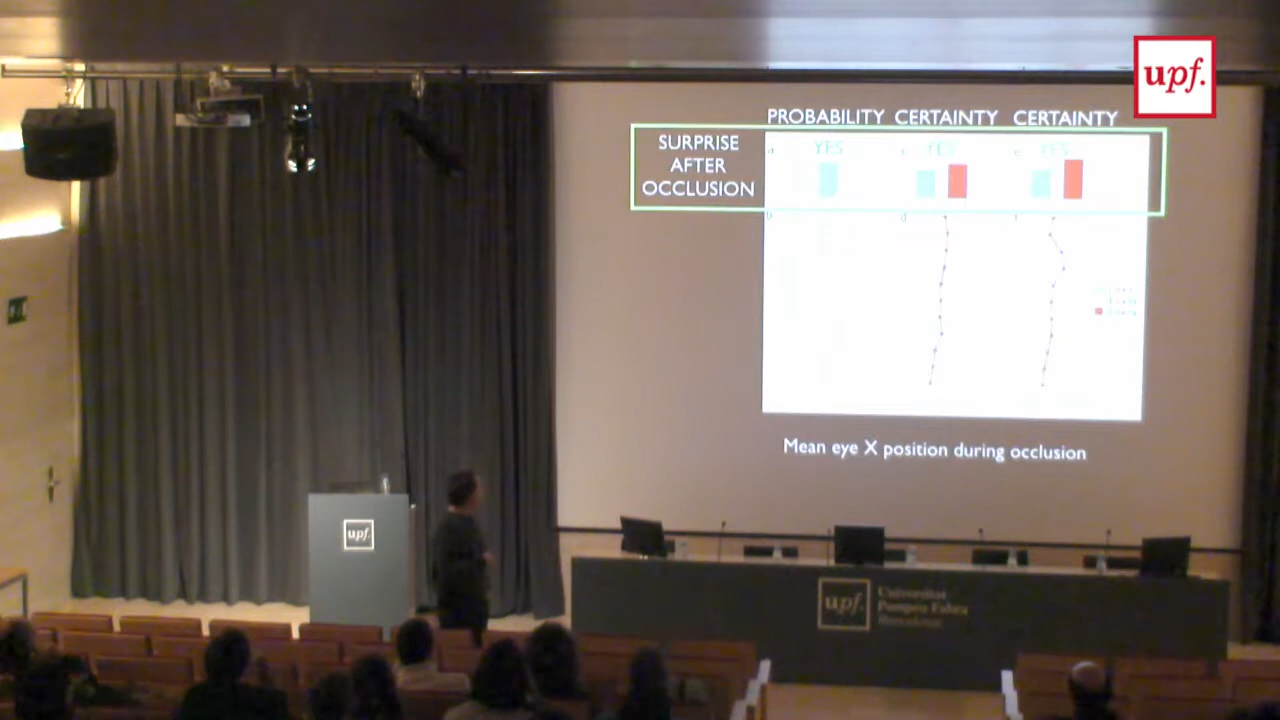 upf.
PROBABILITY CERTAINTY CERTAINTY
SURPRISE
AFTER
OCCLUSION
a YES c YES e YES
b d f
Mean eye X position during occlusion
upf.
upf.
Universitat
Pompeu Fabra
Barcelona